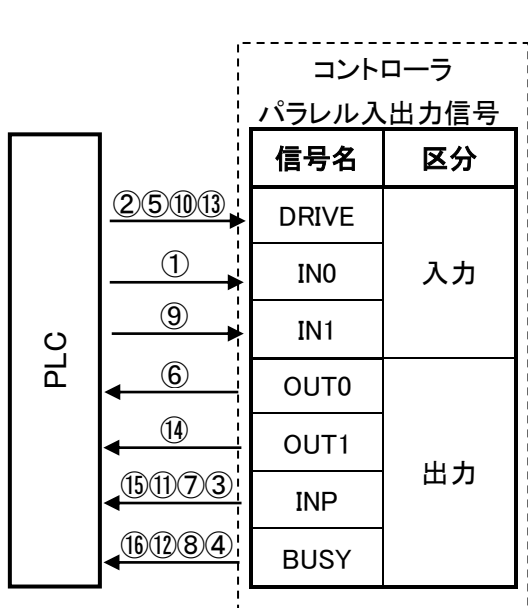 コントローラ
パラレル入出力信号
信号名 区分
②⑤⑩⑬ DRIVE
① IN0 入力
⑨ IN1
PLC
⑥ OUT0
⑭ OUT1
出力
⑮⑪⑦③ INP
⑯⑫⑧④ BUSY